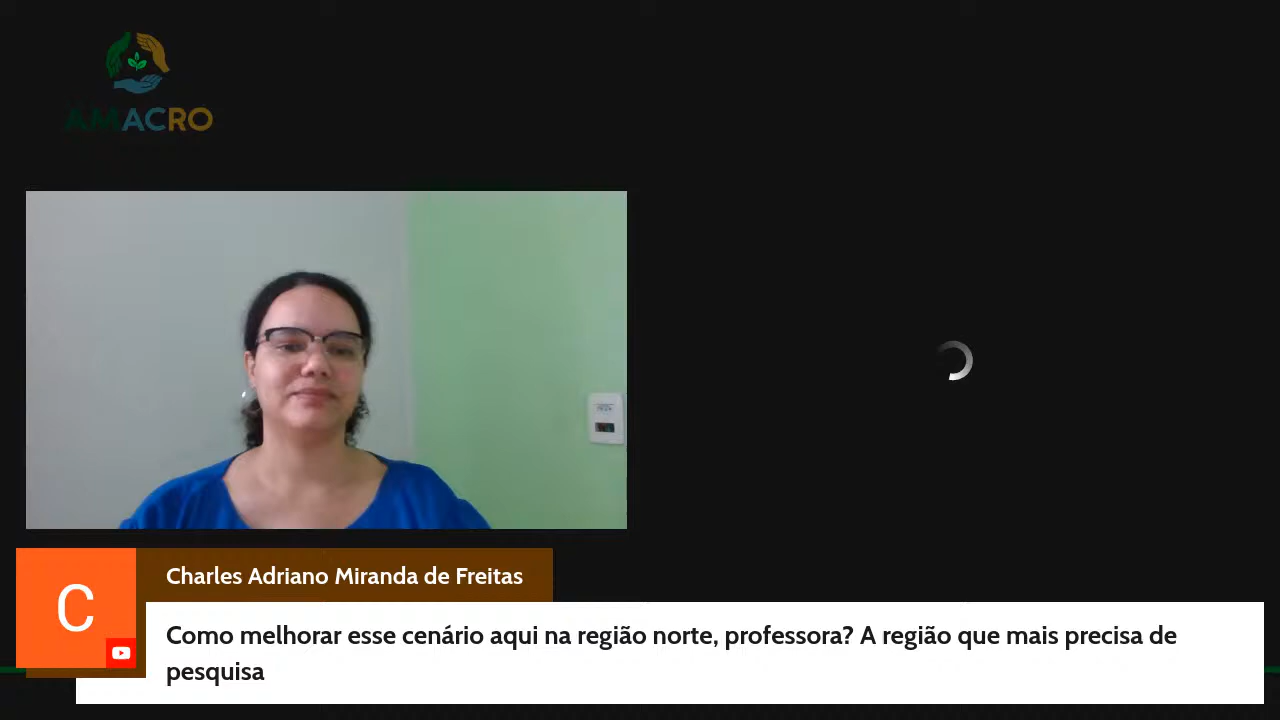 AMACRO
C
Charles Adriano Miranda de Freitas
Como melhorar esse cenário aqui na região norte, professora? A região que mais precisa de
pesquisa